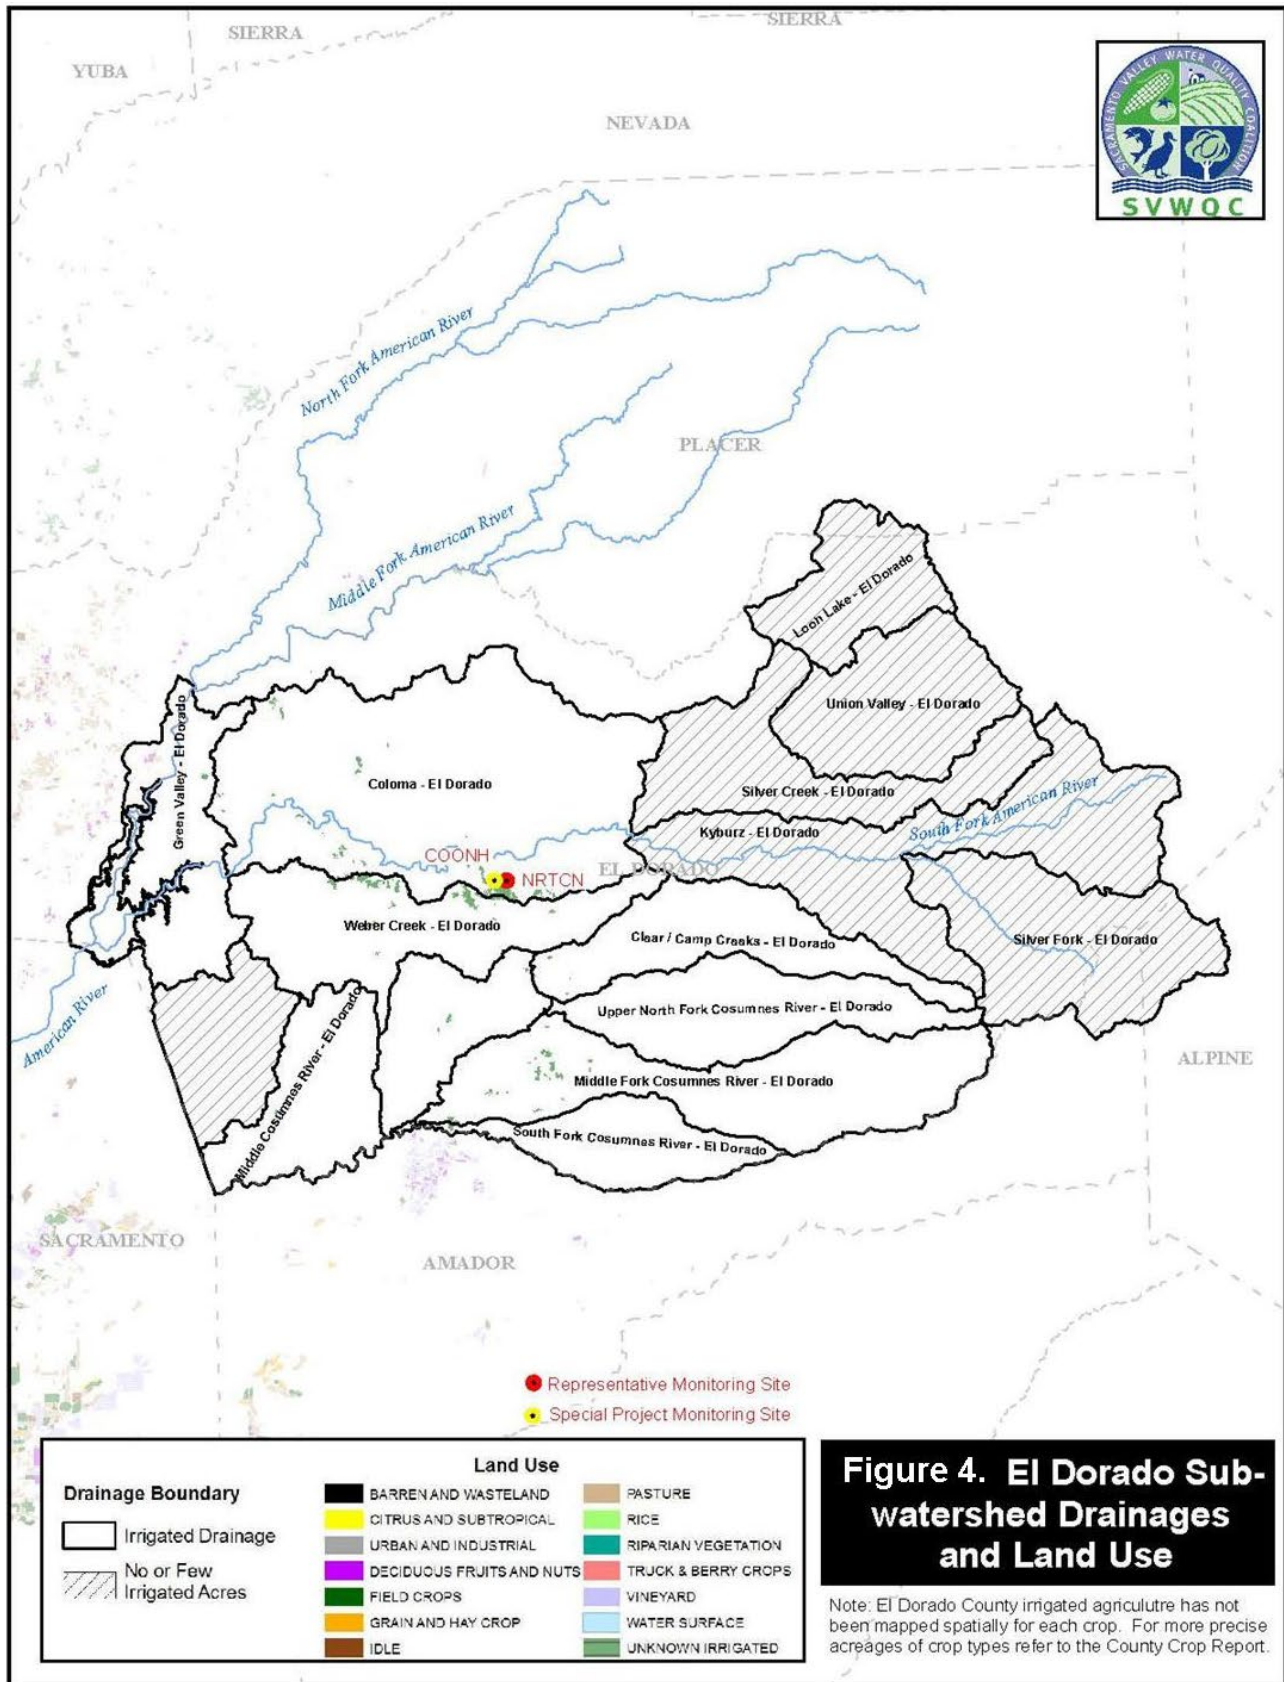 SIERRA
SIERRA
YUBA
NEVADA
SACRAMENTO VALLEY WATER QUALITY COALITION
SVWQC
North Fork American River
PLACER
Middle Fork American River
Loon Lake - El Dorado
Union Valley - El Dorado
Green Valley - El Dorado
Coloma - El Dorado
Silver Creek - El Dorado
South Fork American River
Kyburz - El Dorado
COONH
EL DORADO
NRTCN
Weber Creek - El Dorado
Clear / Camp Creeks - El Dorado
Silver Fork - El Dorado
Upper North Fork Cosumnes River - El Dorado
American River
ALPINE
Middle Fork Cosumnes River - El Dorado
Middle Cosumnes River - El Dorado
South Fork Cosumnes River - El Dorado
SACRAMENTO
AMADOR
Representative Monitoring Site
Special Project Monitoring Site
Drainage Boundary
Irrigated Drainage
No or Few
Irrigated Acres
Land Use
BARREN AND WASTELAND
CITRUS AND SUBTROPICAL
URBAN AND INDUSTRIAL
DECIDUOUS FRUITS AND NUTS
FIELD CROPS
GRAIN AND HAY CROP
IDLE
PASTURE
RICE
RIPARIAN VEGETATION
TRUCK & BERRY CROPS
VINEYARD
WATER SURFACE
UNKNOWN IRRIGATED
Figure 4. El Dorado Sub-
watershed Drainages
and Land Use
Note: El Dorado County irrigated agriculutre has not
been mapped spatially for each crop. For more precise
acreages of crop types refer to the County Crop Report.